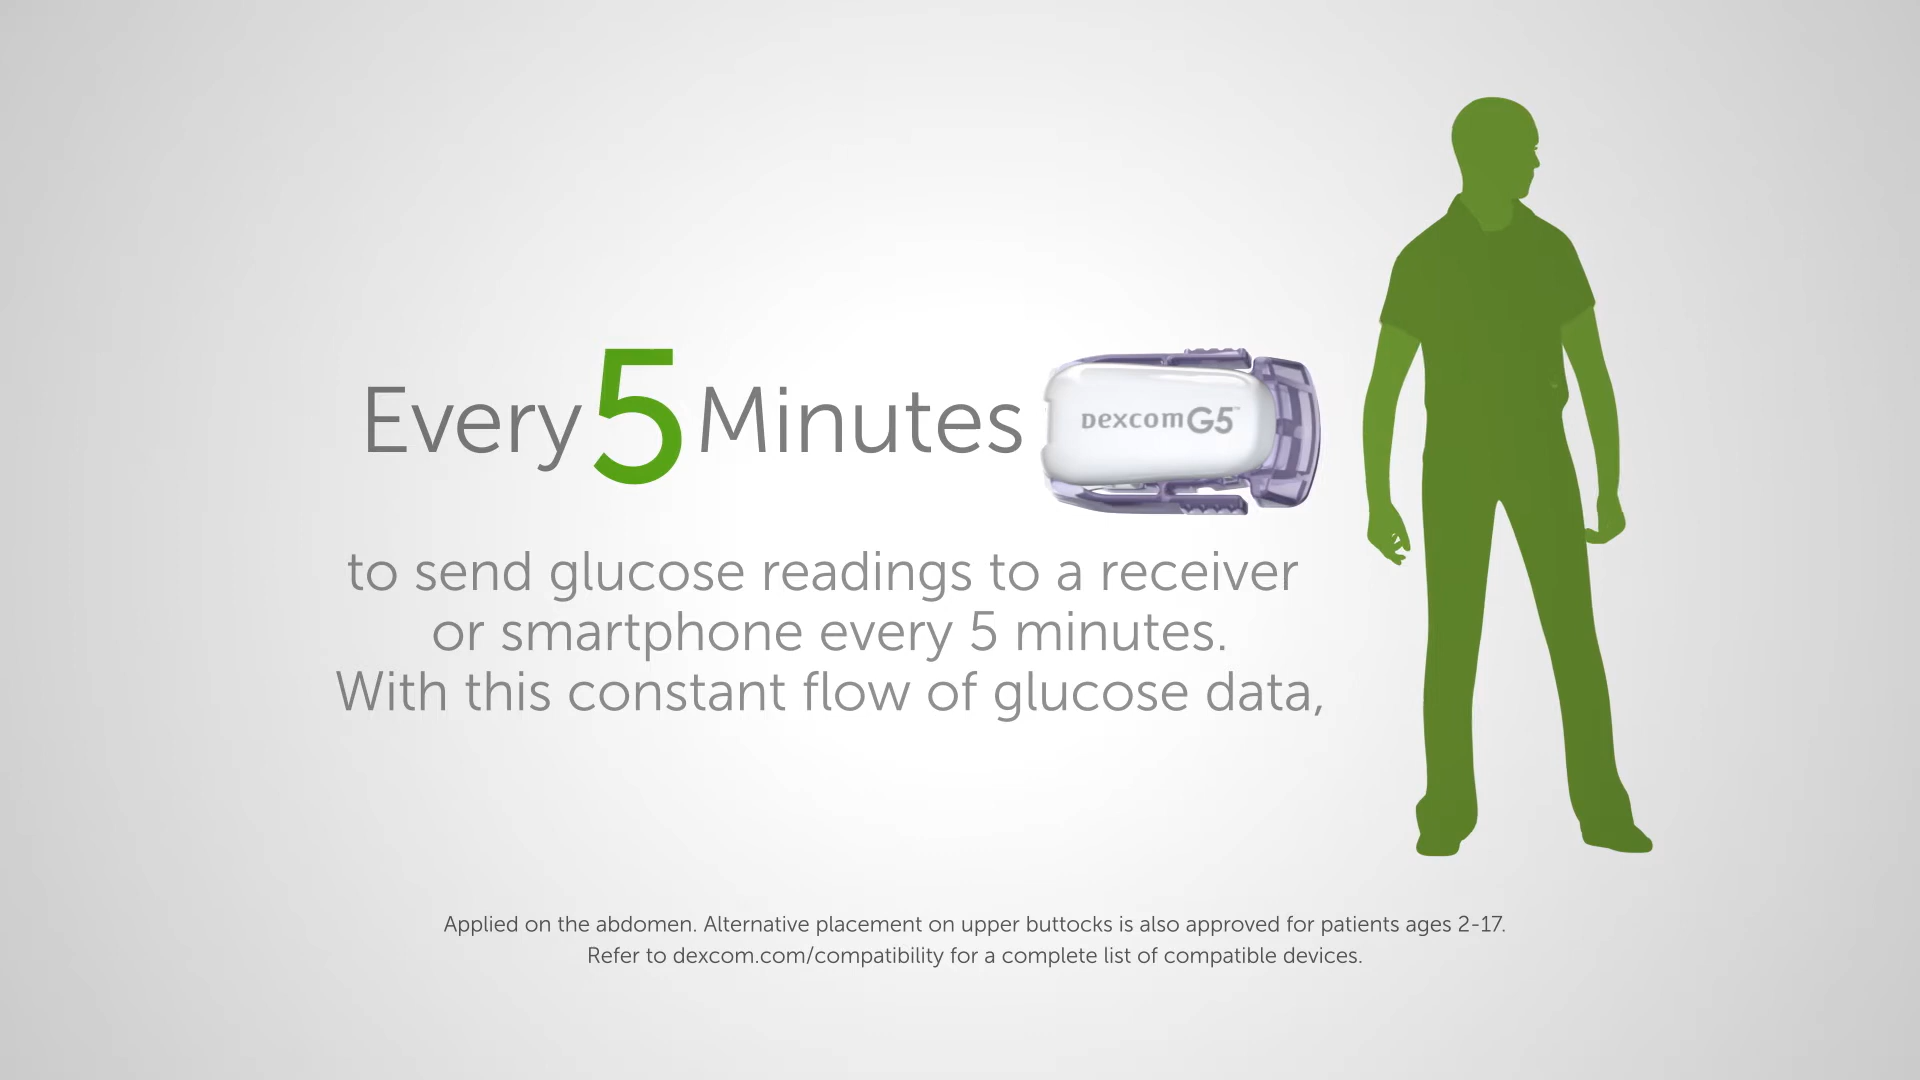 Every 5 Minutes
DexcomG5™
to send glucose readings to a receiver
or smartphone every 5 minutes.
With this constant flow of glucose data,
Applied on the abdomen. Alternative placement on upper buttocks is also approved for patients ages 2-17.
Refer to dexcom.com/compatibility for a complete list of compatible devices.